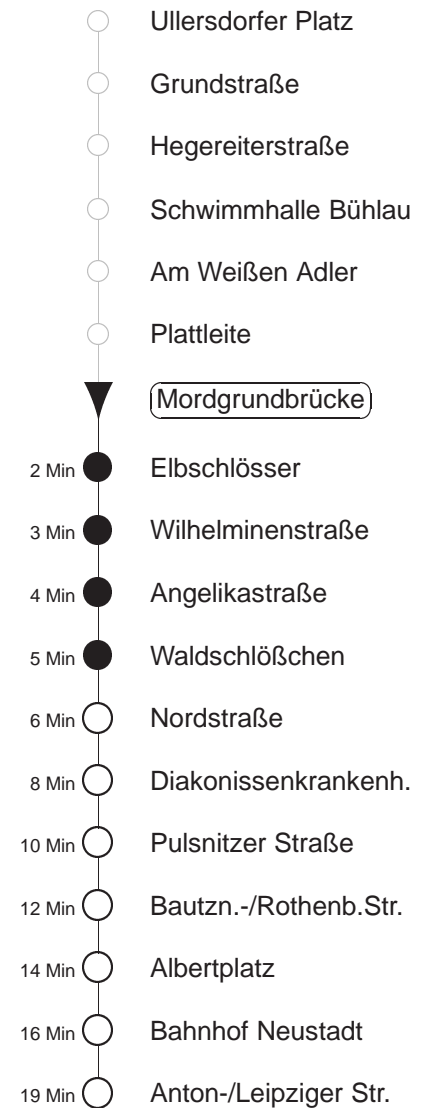 Ullersdorfer Platz
Grundstraße
Hegereiterstraße
Schwimmhalle Bühlau
Am Weißen Adler
Plattleite
Mordgrundbrücke
2 Min Elbschlösser
3 Min Wilhelminenstraße
4 Min Angelikastraße
5 Min Waldschlößchen
6 Min Nordstraße
8 Min Diakonissenkrankenh.
10 Min Pulsnitzer Straße
12 Min Bautzn.-/Rothenb.Str.
14 Min Albertplatz
16 Min Bahnhof Neustadt
19 Min Anton-/Leipziger Str.